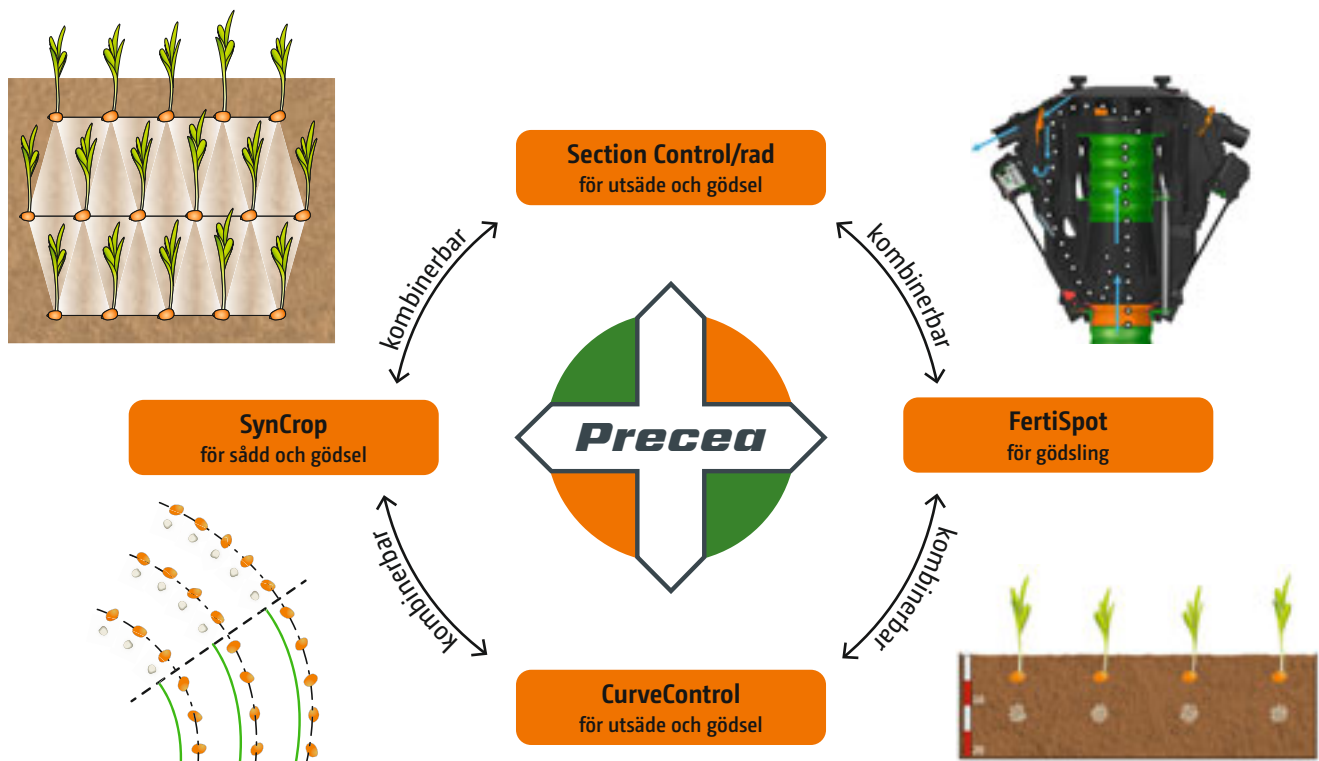 Section Control/rad
för utsäde och gödsel
kombinerbar
kombinerbar
SynCrop
för sådd och gödsel
Precea
FertiSpot
för gödsling
kombinerbar
kombinerbar
CurveControl
för utsäde och gödsel